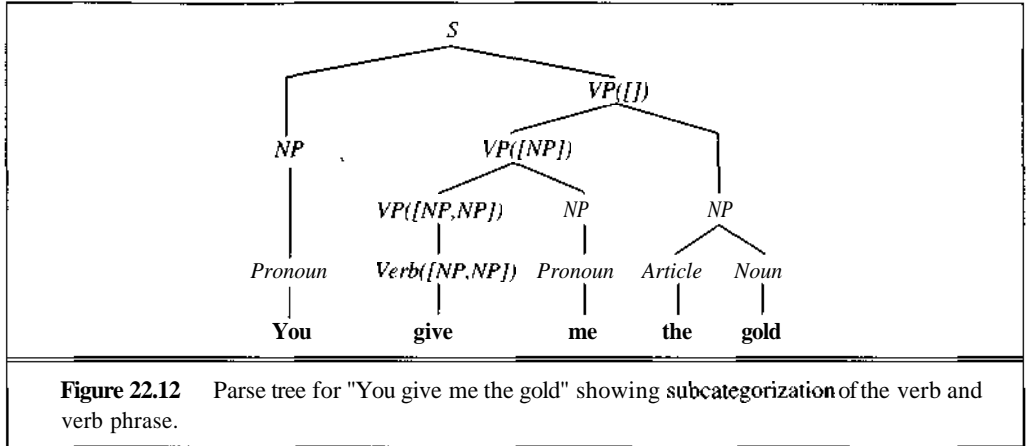 S
VP([])
NP VP([NP])
VP([NP,NP]) NP NP
Pronoun Verb([NP,NP]) Pronoun Article Noun
You give me the gold
Figure 22.12 Parse tree for "You give me the gold" showing subcategorization of the verb and
verb phrase.